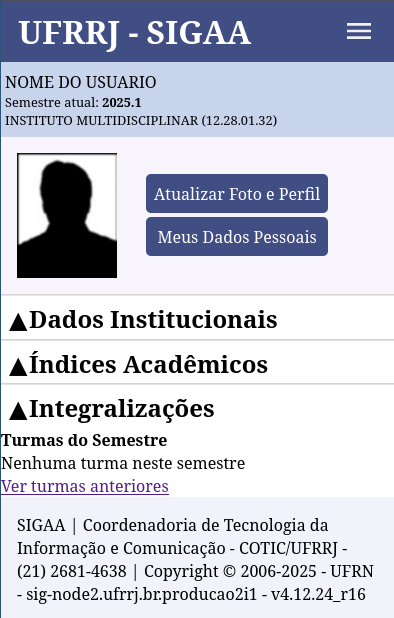 UFRRJ - SIGAA
NOME DO USUARIO
Semestre atual: 2025.1
INSTITUTO MULTIDISCIPLINAR (12.28.01.32)
Atualizar Foto e Perfil
Meus Dados Pessoais
▲Dados Institucionais
▲Índices Acadêmicos
▲Integralizações
Turmas do Semestre
Nenhuma turma neste semestre
Ver turmas anteriores
SIGAA | Coordenadoria de Tecnologia da
Informação e Comunicação - COTIC/UFRRJ -
(21) 2681-4638 | Copyright © 2006-2025 - UFRN
- sig-node2.ufrrj.br.producao2i1 - v4.12.24_r16